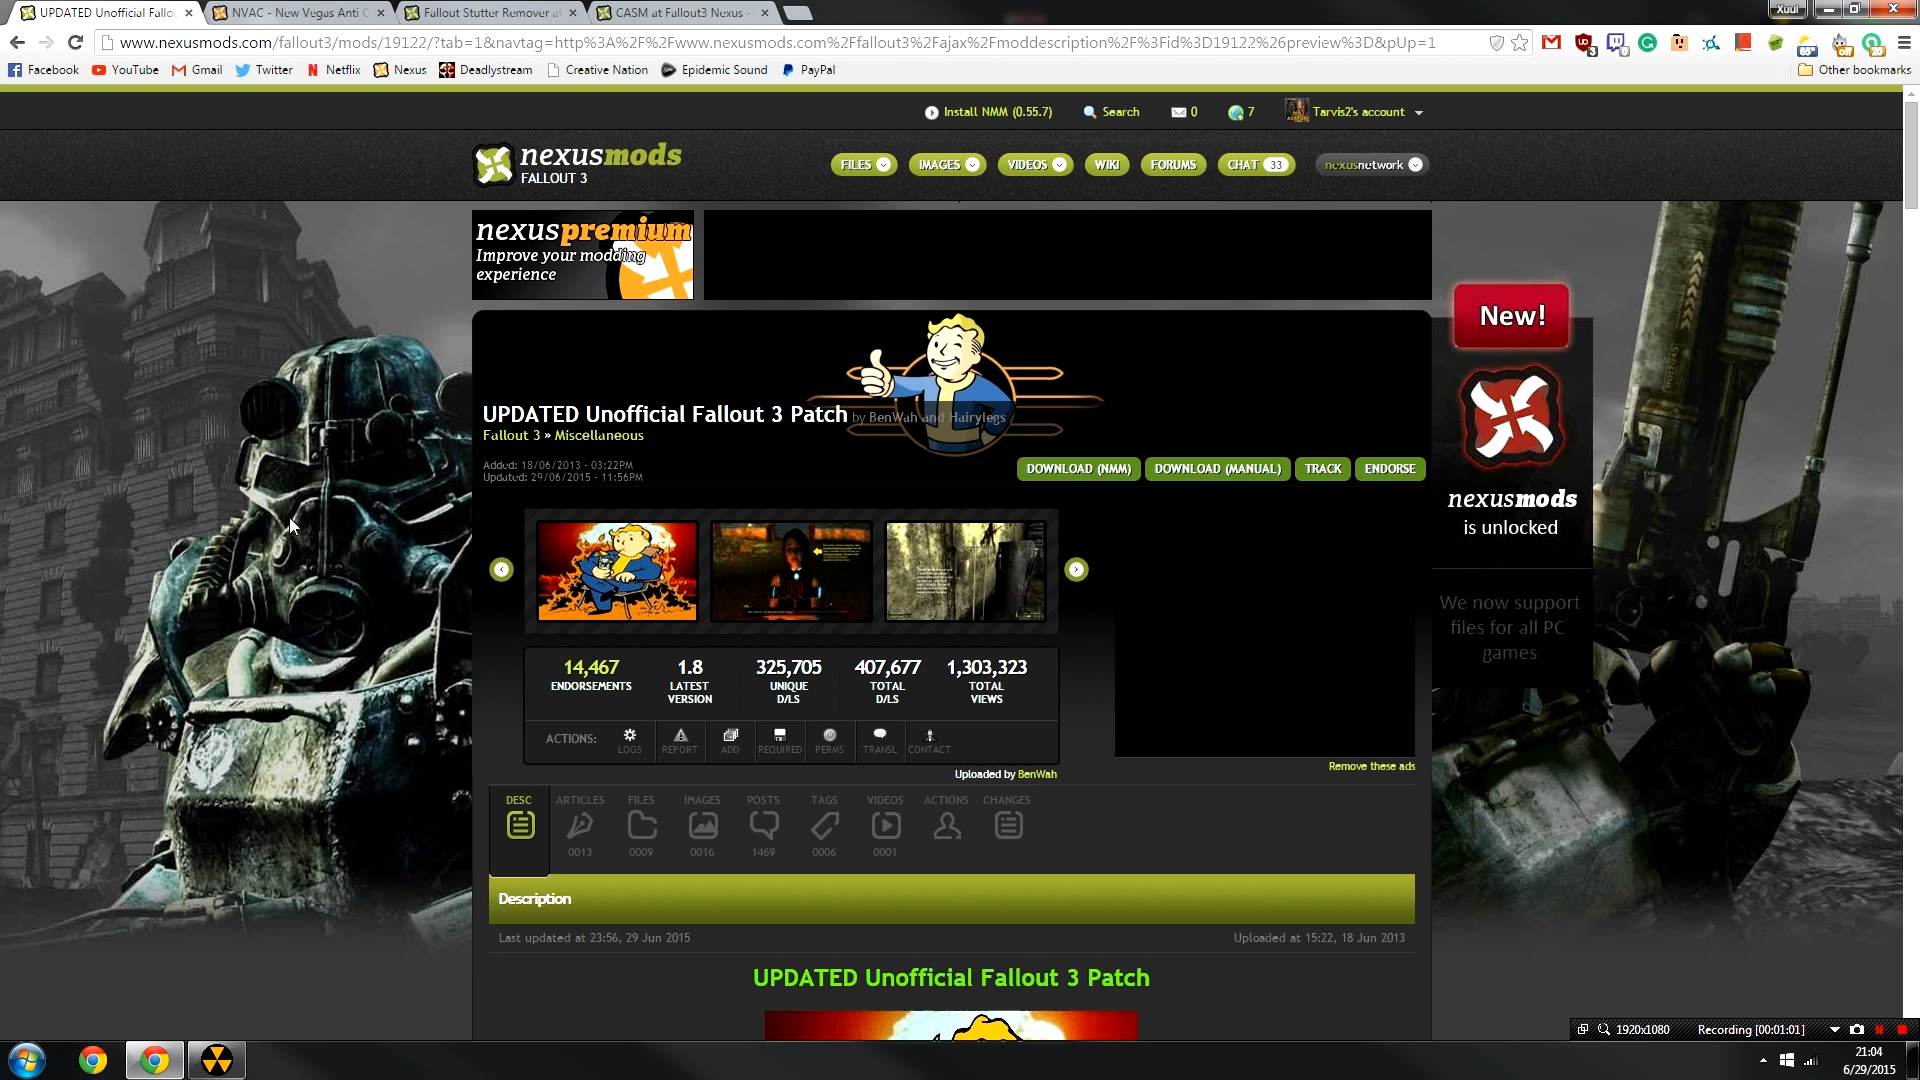 UPDATED Unofficial Fallo
NVAC - New Vegas Anti C
Fallout Stutter Remover at
CASM at Fallout3 Nexus -
Xuul
www.nexusmods.com/fallout3/mods/19122/?tab=1&navtag=http%3A%2F%2Fwww.nexusmods.com%2Ffallout3%2Fajax%2Fmoddescription%2F%3Fid%3D19122%26preview%3D&pUp=1
Facebook YouTube Gmail Twitter Netflix Nexus Deadlystream Creative Nation Epidemic Sound PayPal Other bookmarks
Install NMM (0.55.7) Search 0 7 Tarvis2's account
nexusmods
FALLOUT 3
FILES IMAGES VIDEOS WIKI FORUMS CHAT 33 nexusnetwork
nexuspremium
Improve your modding
experience
New!
nexusmods
is unlocked
We now support
files for all PC
games
UPDATED Unofficial Fallout 3 Patch by BenWah and Hairylegs
Fallout 3 » Miscellaneous
Added: 18/06/2013 - 03:22PM
Updated: 29/06/2015 - 11:56PM
DOWNLOAD (NMM) DOWNLOAD (MANUAL) TRACK ENDORSE
14,467 1.8 325,705 407,677 1,303,323
ENDORSEMENTS LATEST VERSION UNIQUE D/LS TOTAL D/LS TOTAL VIEWS
ACTIONS: LOGS REPORT ADD REQUIRED PERMS TRANSL CONTACT
Uploaded by BenWah
Remove these ads
DESC ARTICLES FILES IMAGES POSTS TAGS VIDEOS ACTIONS CHANGES
0013 0009 0016 1469 0006 0001
Description
Last updated at 23:56, 29 Jun 2015 Uploaded at 15:22, 18 Jun 2013
UPDATED Unofficial Fallout 3 Patch
1920x1080 Recording [00:01:01]
21:04
6/29/2015